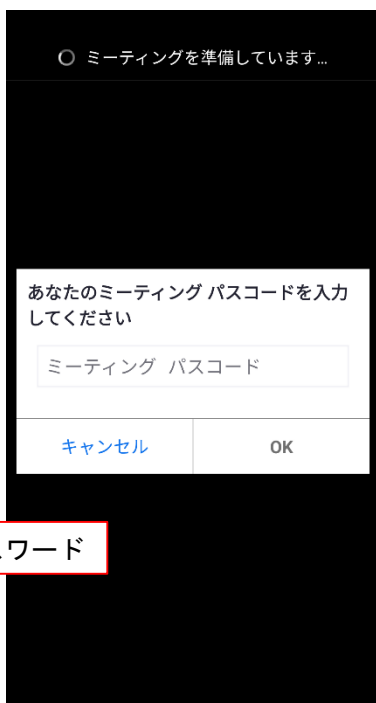 ミーティングを準備しています...
あなたのミーティング パスコードを入力
してください
ミーティング パスコード
キャンセル
OK
ワード